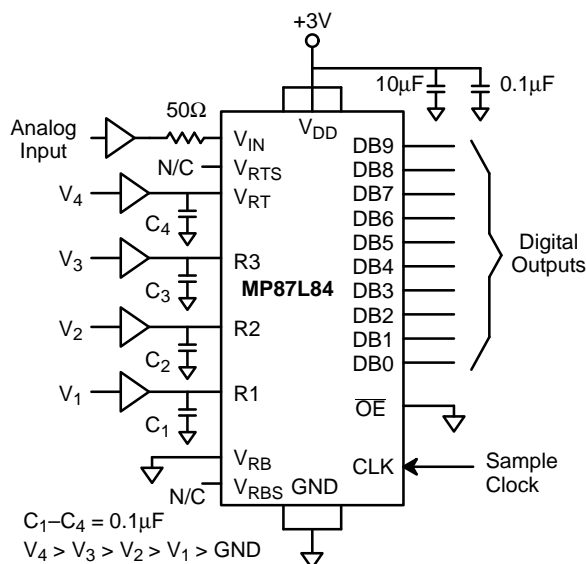 +3V
10μF
0.1μF
50Ω
Analog
Input
V_IN
V_DD
N/C
V_RTS
V_4
V_RT
C_4
V_3
R3
C_3
MP87L84
V_2
R2
C_2
V_1
R1
C_1
V_RB
N/C
V_RBS
GND
DB9
DB8
DB7
DB6
DB5
DB4
DB3
DB2
DB1
DB0
Digital
Outputs
OE
CLK
Sample
Clock
C_1–C_4 = 0.1μF
V_4 > V_3 > V_2 > V_1 > GND